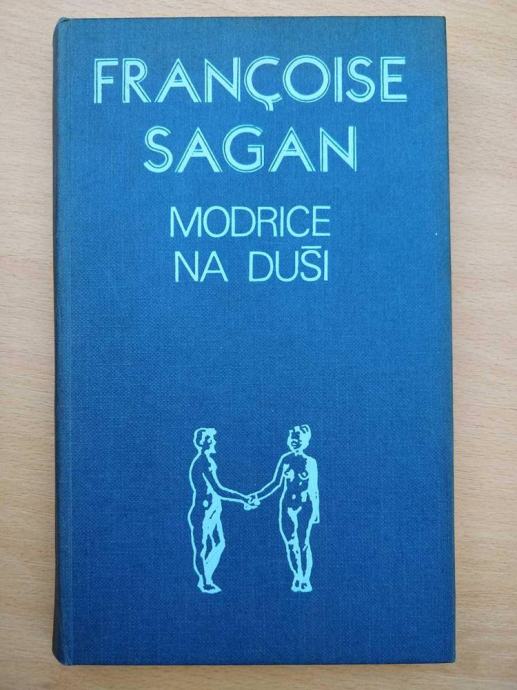 FRANÇOISE
SAGAN
MODRICE
NA DUŠI